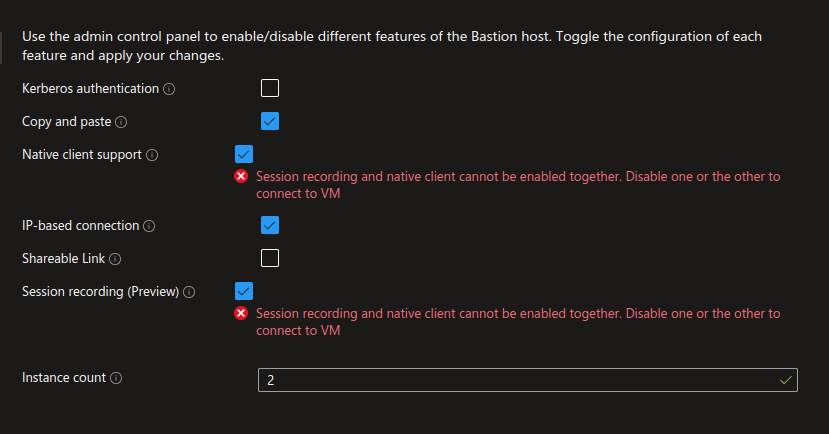 Use the admin control panel to enable/disable different features of the Bastion host. Toggle the configuration of each
feature and apply your changes.
Kerberos authentication
Copy and paste
Native client support
Session recording and native client cannot be enabled together. Disable one or the other to
connect to VM
IP-based connection
Shareable Link
Session recording (Preview)
Session recording and native client cannot be enabled together. Disable one or the other to
connect to VM
Instance count
2